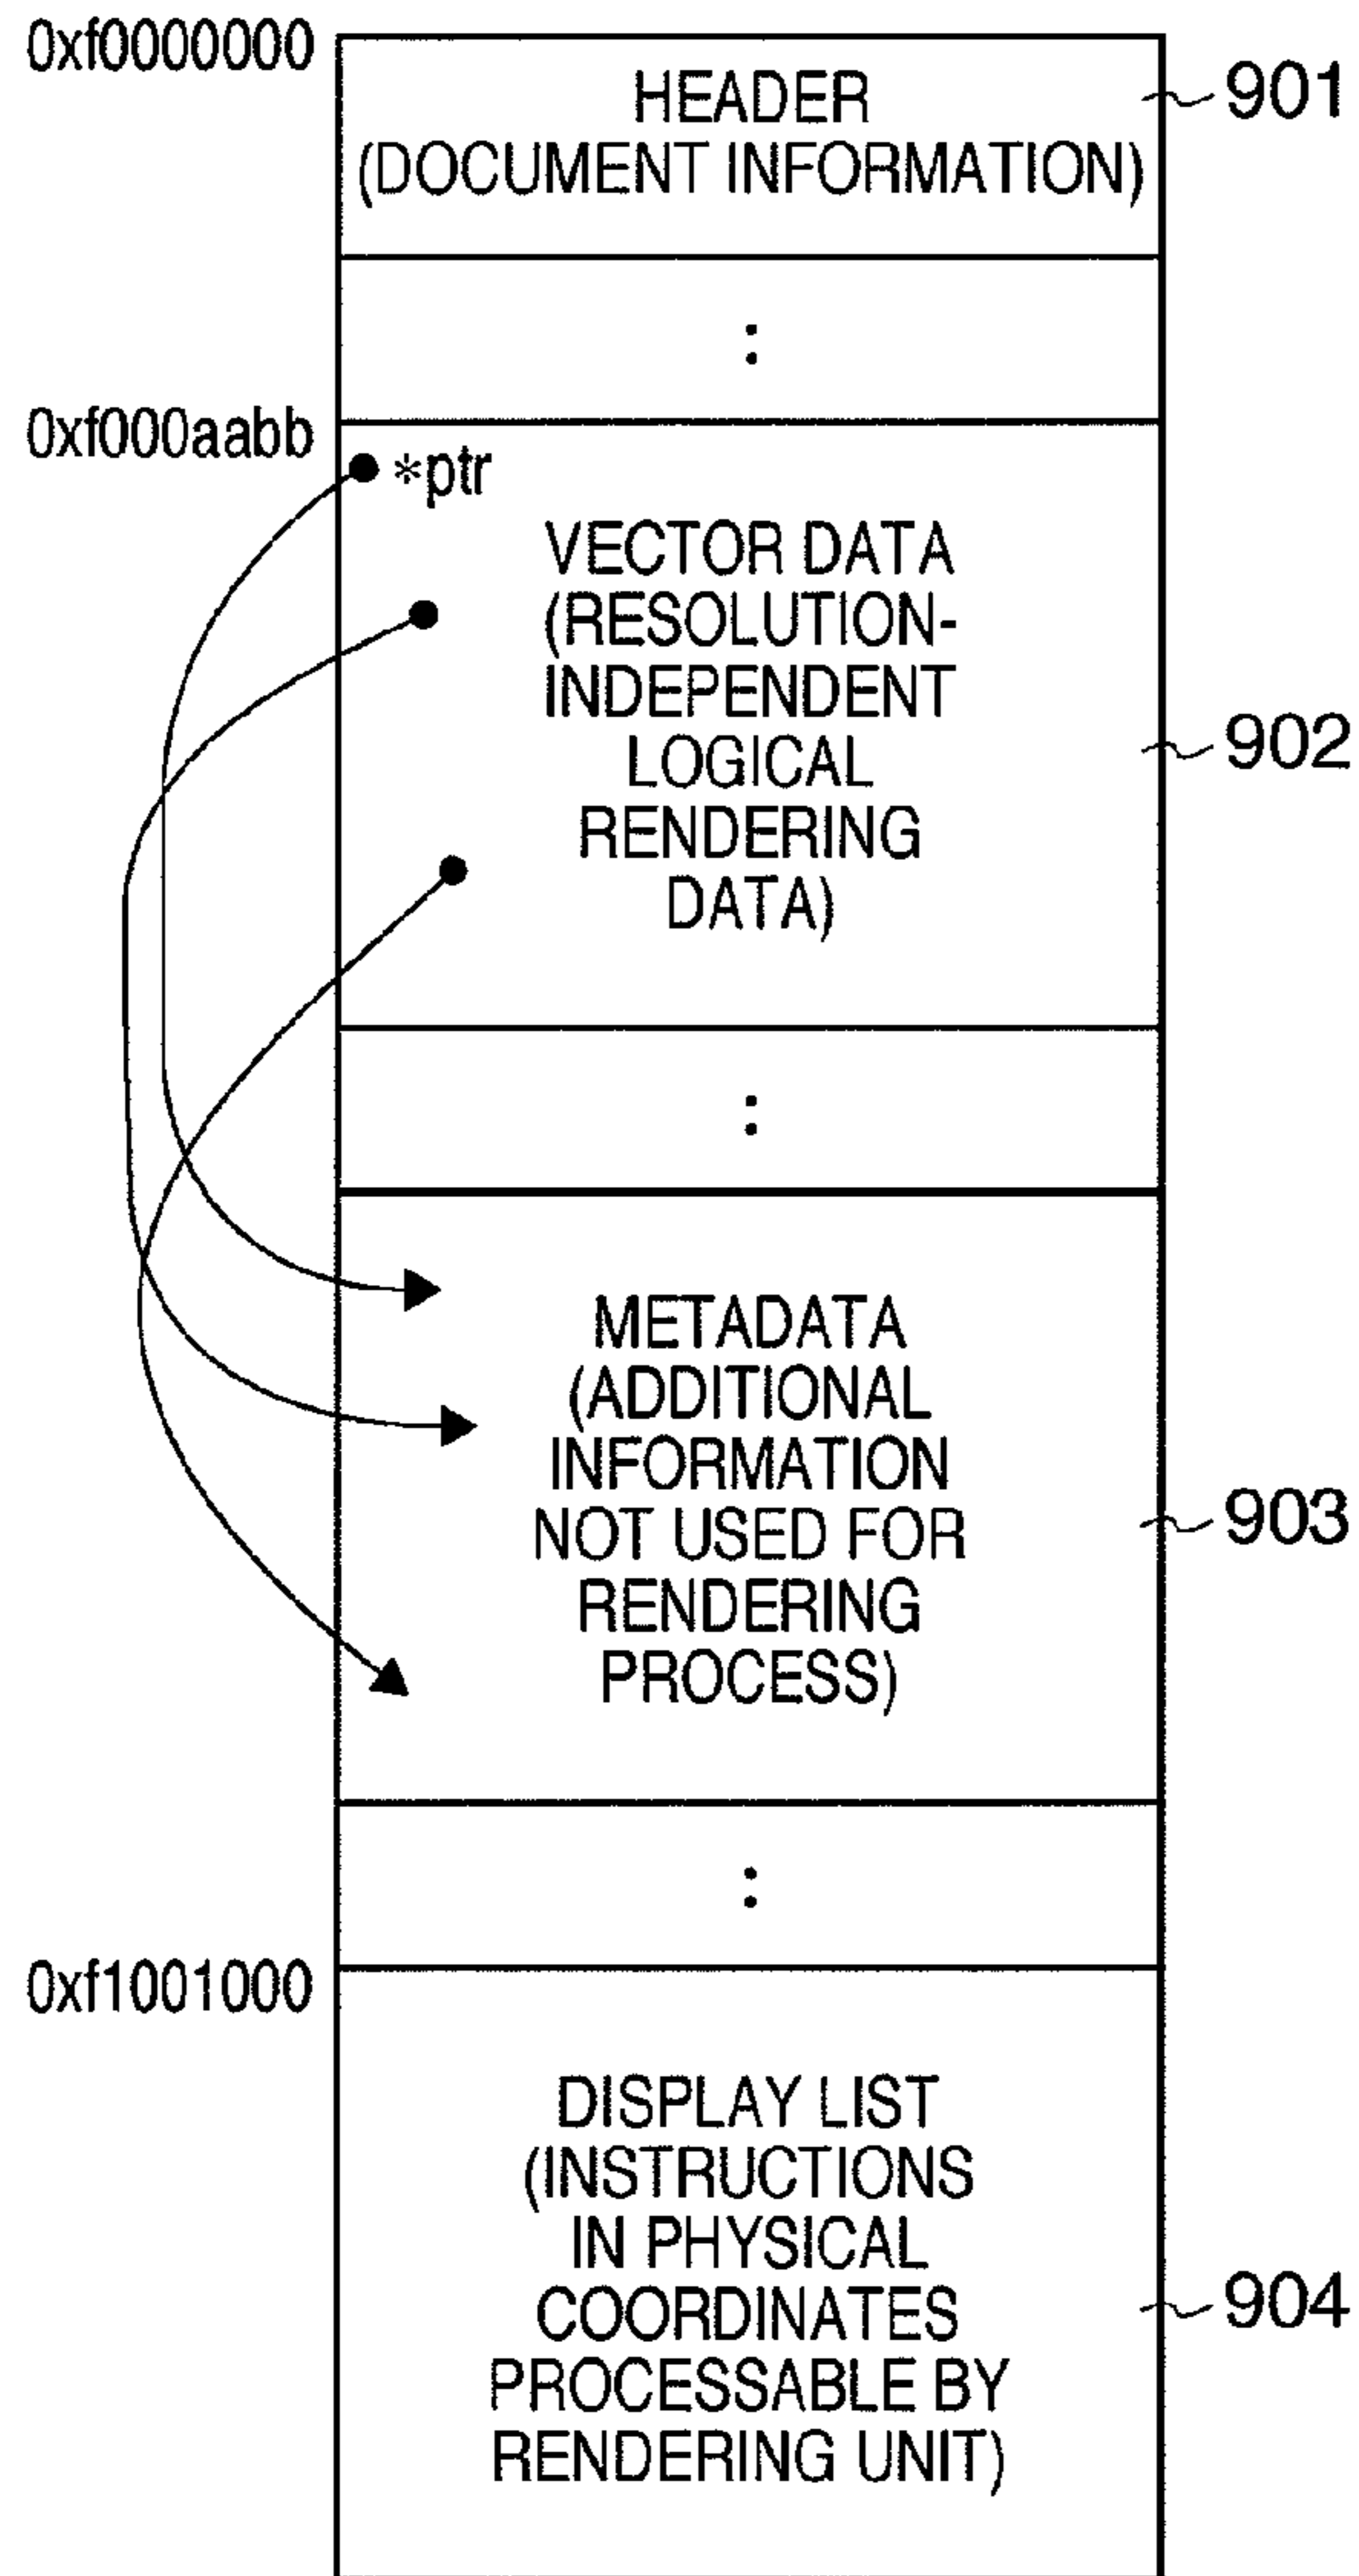 0xf0000000
HEADER
(DOCUMENT INFORMATION)
901
:
0xf000aabb
*ptr
VECTOR DATA
(RESOLUTION-
INDEPENDENT
LOGICAL
RENDERING
DATA)
902
:
METADATA
(ADDITIONAL
INFORMATION
NOT USED FOR
RENDERING
PROCESS)
903
:
0xf1001000
DISPLAY LIST
(INSTRUCTIONS
IN PHYSICAL
COORDINATES
PROCESSABLE BY
RENDERING UNIT)
904